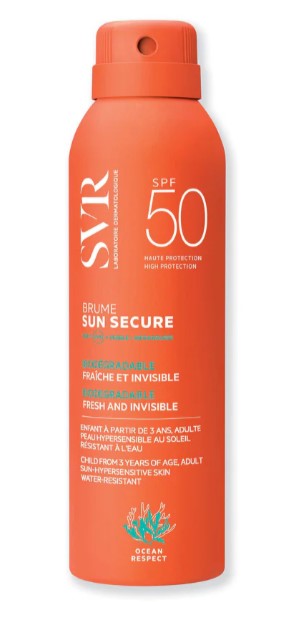 SVR
LABORATOIRE DERMATOLOGIQUE
SPF
50
HAUTE PROTECTION
HIGH PROTECTION
BRUME
SUN SECURE
BIODEGRADABLE
FRAÎCHE ET INVISIBLE
BIODEGRADABLE
FRESH AND INVISIBLE
ENFANT À PARTIR DE 3 ANS, ADULTE
PEAU HYPERSENSIBLE AU SOLEIL
RÉSISTANT À L'EAU
CHILD FROM 3 YEARS OF AGE, ADULT
SUN-HYPERSENSITIVE SKIN
WATER-RESISTANT
OCEAN
RESPECT